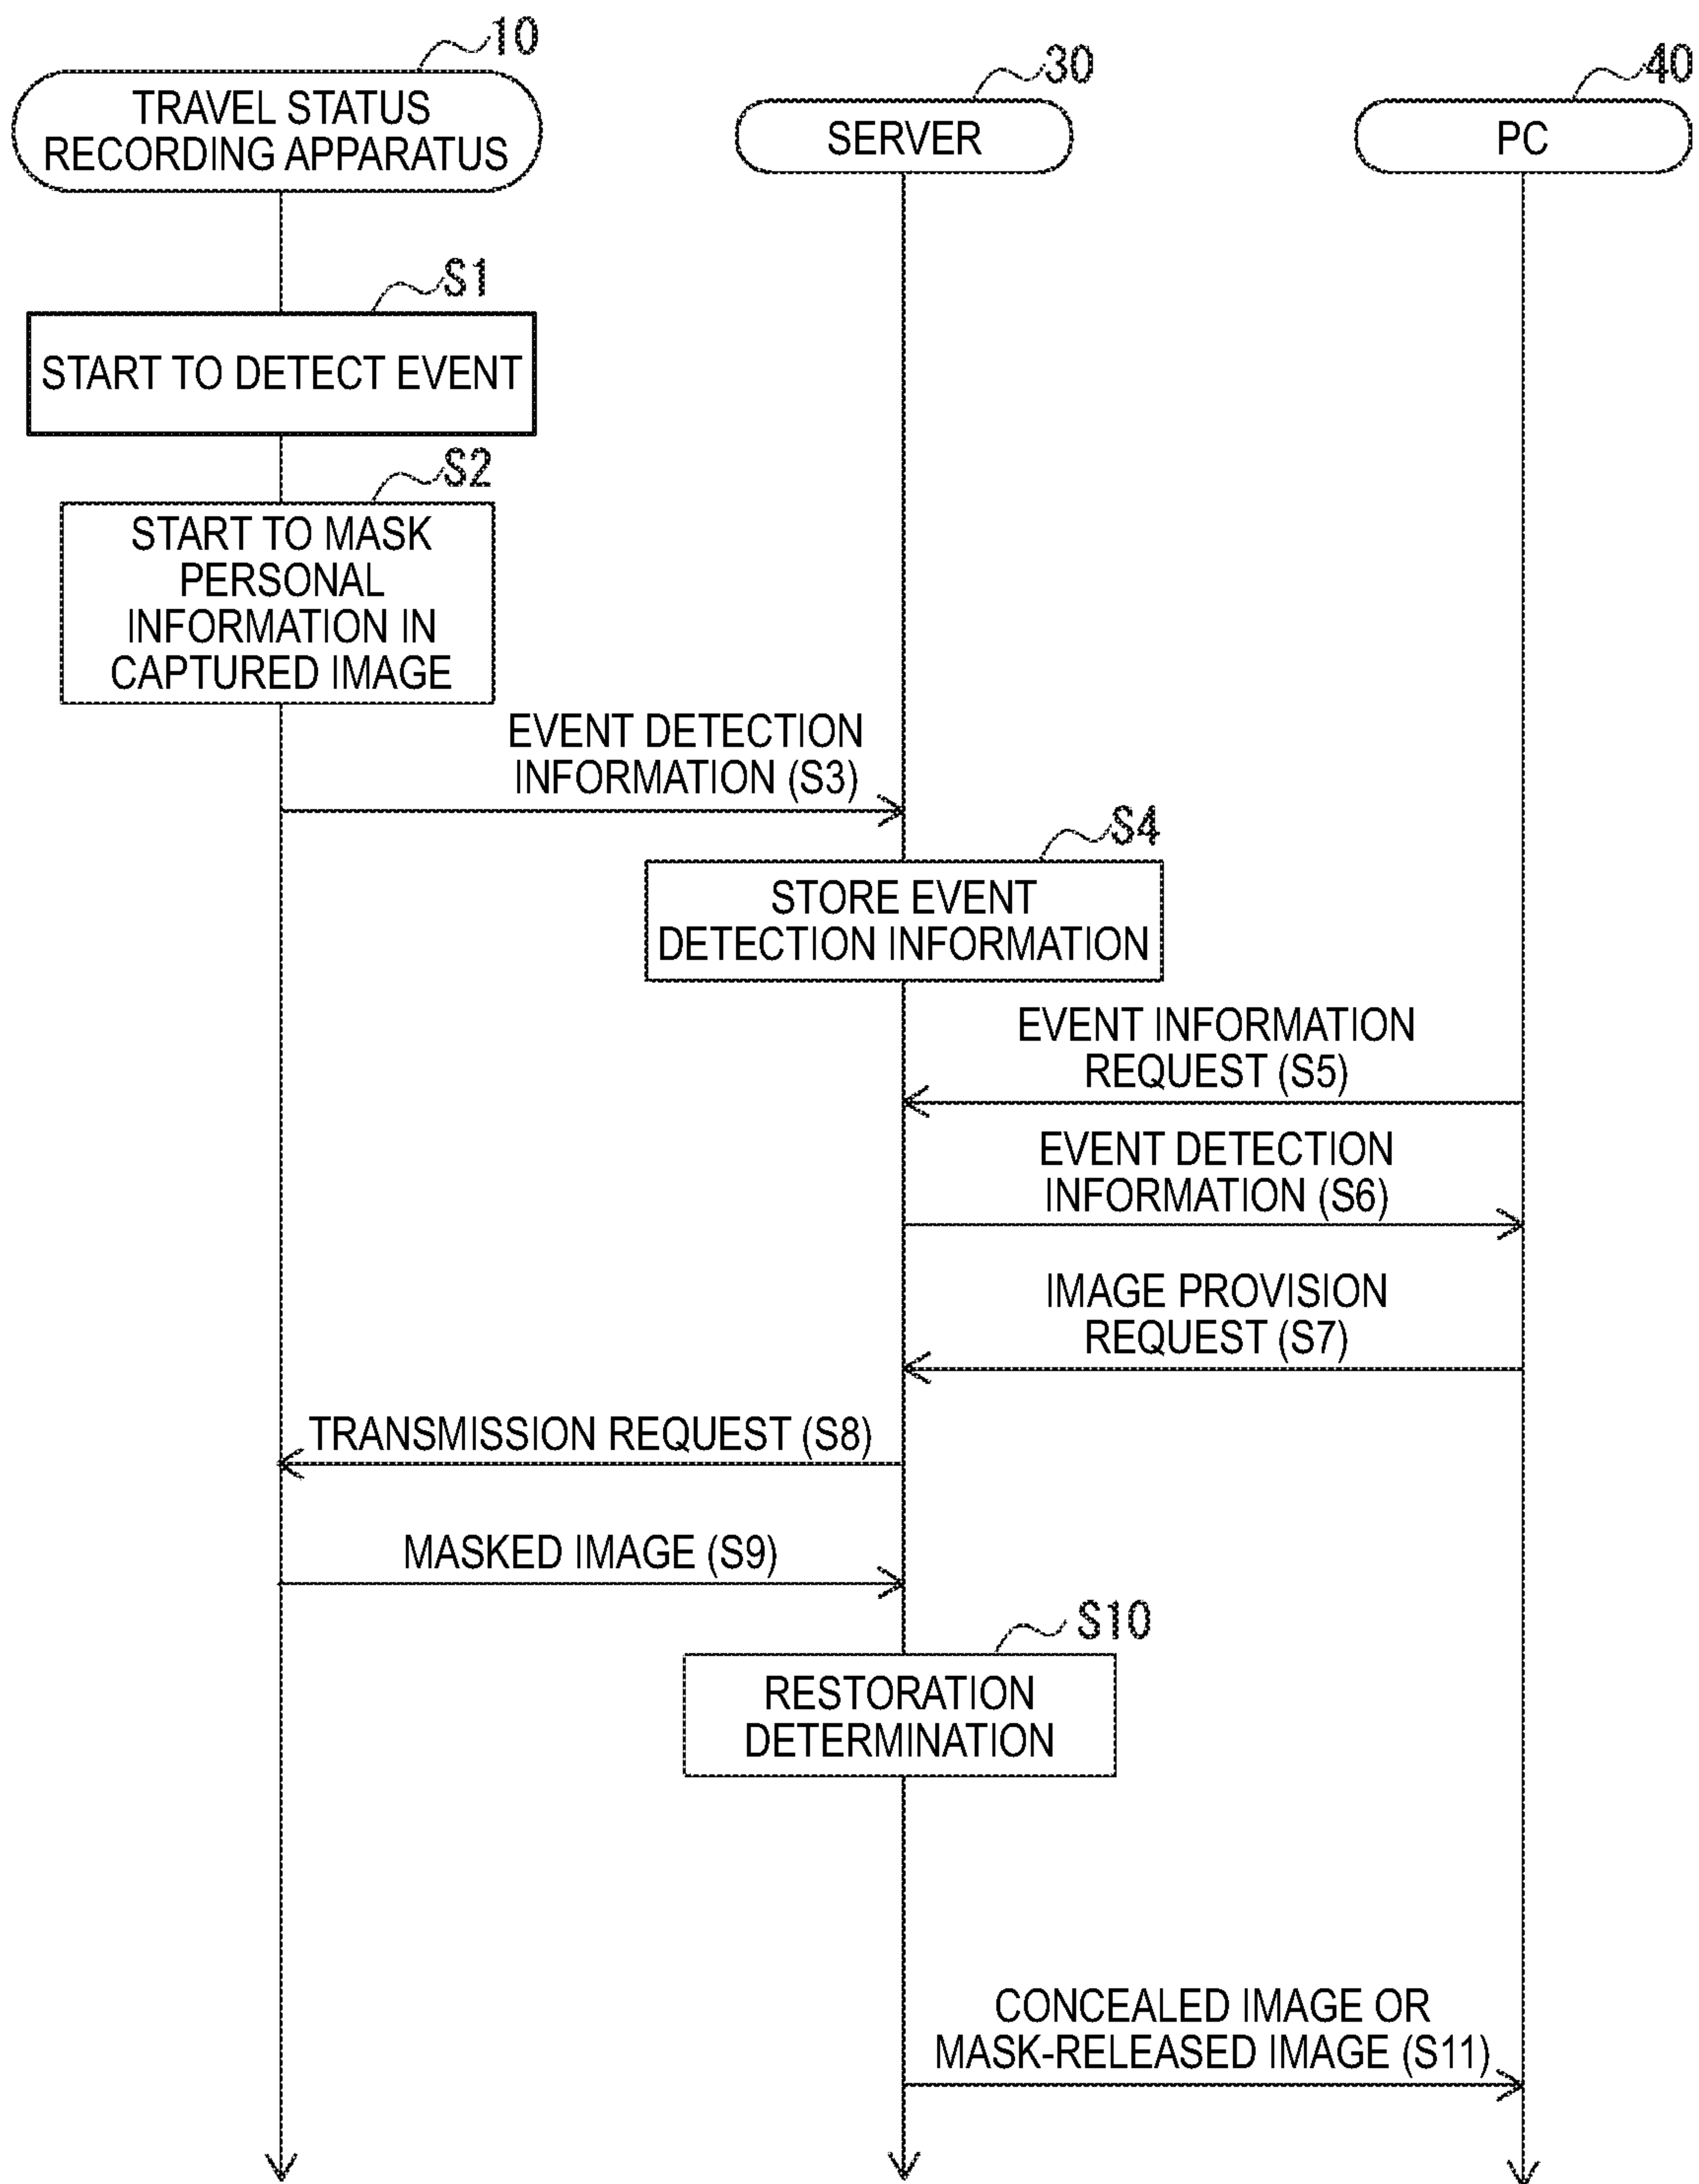 10
TRAVEL STATUS
RECORDING APPARATUS
30
SERVER
40
PC
S1
START TO DETECT EVENT
S2
START TO MASK
PERSONAL
INFORMATION IN
CAPTURED IMAGE
EVENT DETECTION
INFORMATION (S3)
S4
STORE EVENT
DETECTION INFORMATION
EVENT INFORMATION
REQUEST (S5)
EVENT DETECTION
INFORMATION (S6)
IMAGE PROVISION
REQUEST (S7)
TRANSMISSION REQUEST (S8)
MASKED IMAGE (S9)
S10
RESTORATION
DETERMINATION
CONCEALED IMAGE OR
MASK-RELEASED IMAGE (S11)